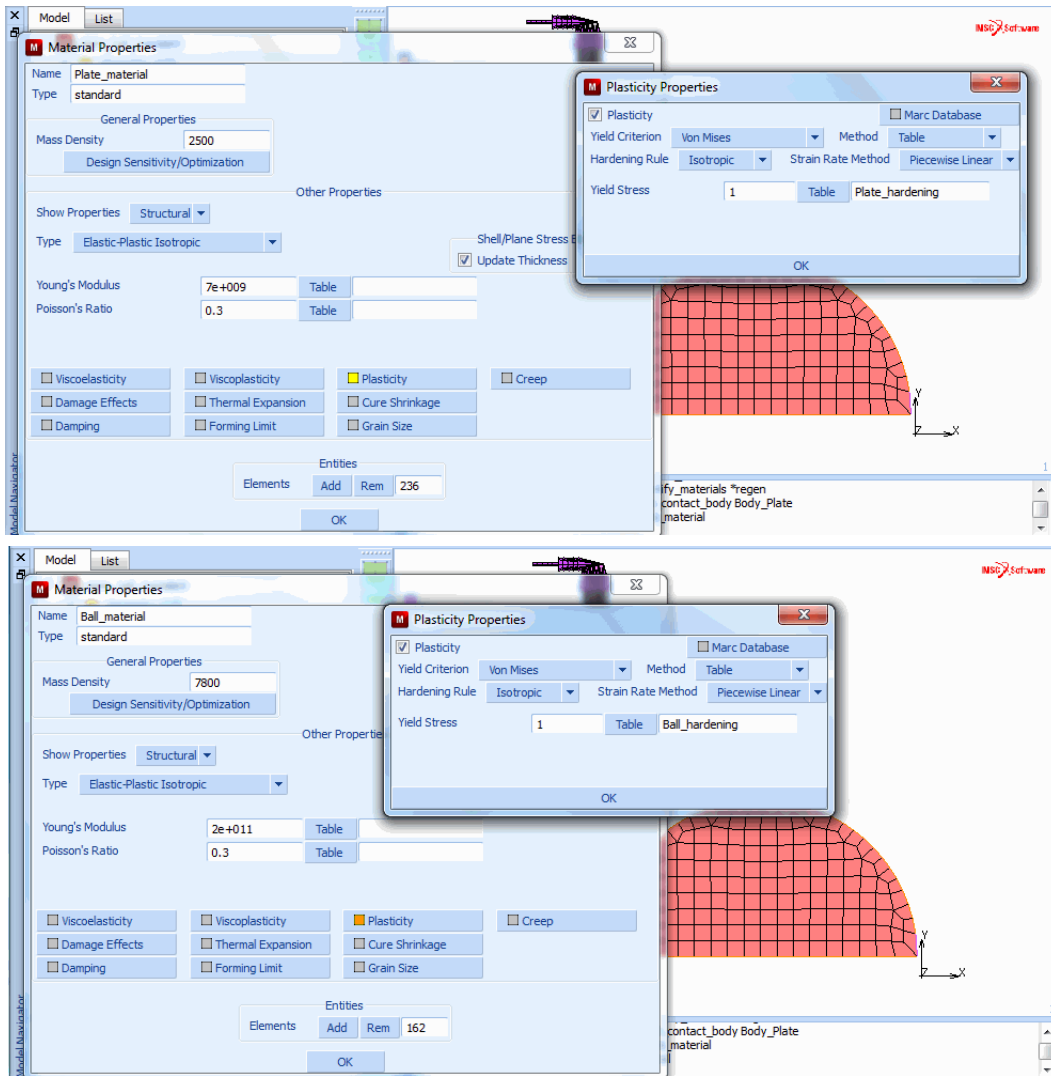 Model List
MSC Software
M Material Properties
Name Plate_material
Type standard
General Properties
Mass Density 2500
Design Sensitivity/Optimization
Other Properties
Show Properties Structural
Type Elastic-Plastic Isotropic
Shell/Plane Stress E
Update Thickness
Young's Modulus 7e+009 Table
Poisson's Ratio 0.3 Table
Viscoelasticity Viscoplasticity Plasticity Creep
Damage Effects Thermal Expansion Cure Shrinkage
Damping Forming Limit Grain Size
Entities
Elements Add Rem 236
OK
M Plasticity Properties
Plasticity Marc Database
Yield Criterion Von Mises Method Table
Hardening Rule Isotropic Strain Rate Method Piecewise Linear
Yield Stress 1 Table Plate_hardening
OK
Y
Z X
1
Model Navigator
ify_materials *regen
contact_body Body_Plate
_material
Model List
MSC Software
M Material Properties
Name Ball_material
Type standard
General Properties
Mass Density 7800
Design Sensitivity/Optimization
Other Propertie
Show Properties Structural
Type Elastic-Plastic Isotropic
Young's Modulus 2e+011 Table
Poisson's Ratio 0.3 Table
Viscoelasticity Viscoplasticity Plasticity Creep
Damage Effects Thermal Expansion Cure Shrinkage
Damping Forming Limit Grain Size
Entities
Elements Add Rem 162
OK
M Plasticity Properties
Plasticity Marc Database
Yield Criterion Von Mises Method Table
Hardening Rule Isotropic Strain Rate Method Piecewise Linear
Yield Stress 1 Table Ball_hardening
OK
Y
Z X
Model Navigator
contact_body Body_Plate
_material